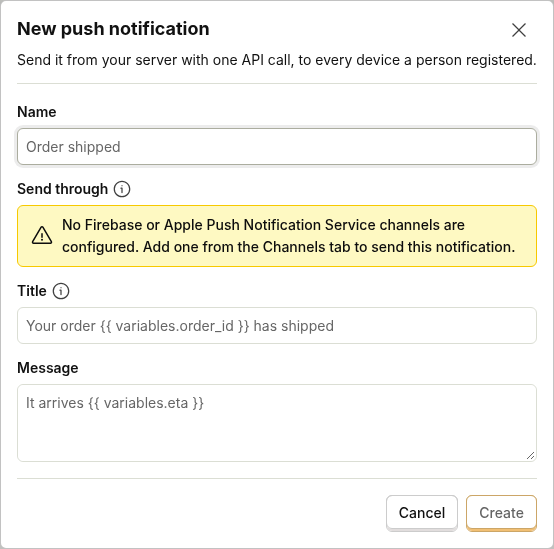 New push notification
Send it from your server with one API call, to every device a person registered.
Name
Order shipped
Send through
No Firebase or Apple Push Notification Service channels are
configured. Add one from the Channels tab to send this notification.
Title
Your order {{ variables.order_id }} has shipped
Message
It arrives {{ variables.eta }}
Cancel
Create